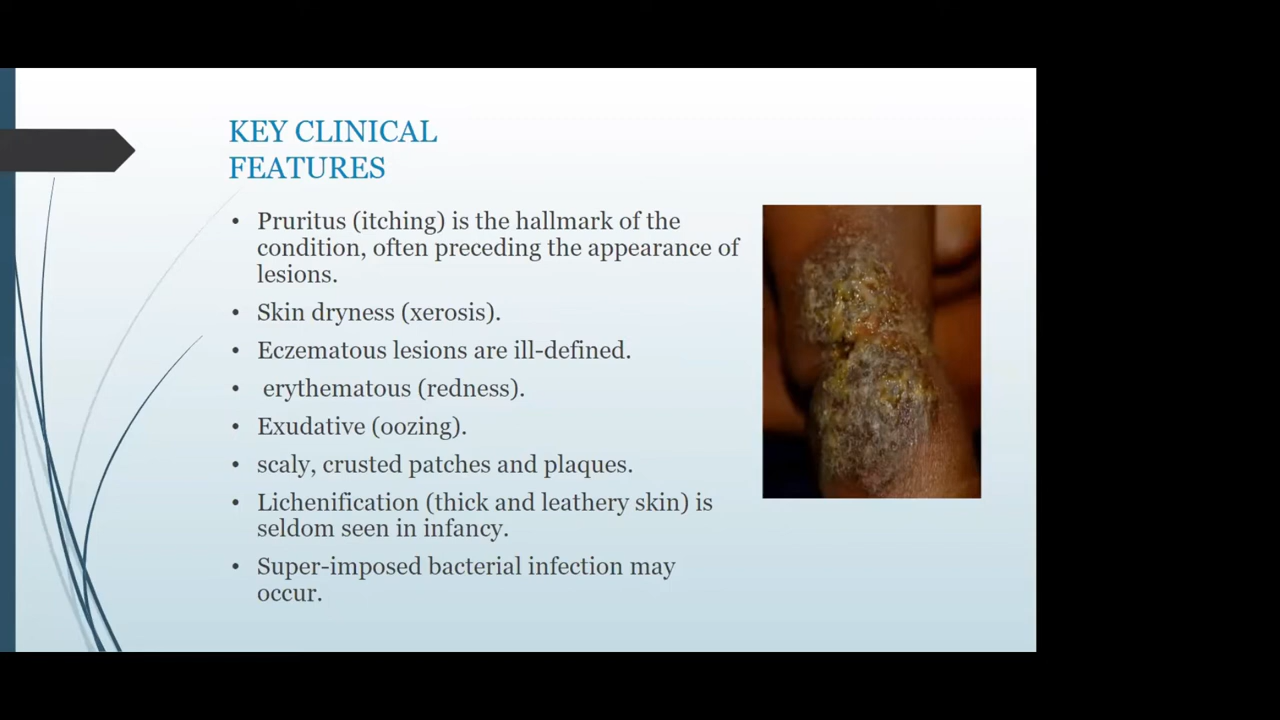 KEY CLINICAL
FEATURES
• Pruritus (itching) is the hallmark of the
condition, often preceding the appearance of
lesions.
• Skin dryness (xerosis).
• Eczematous lesions are ill-defined.
• erythematous (redness).
• Exudative (oozing).
• scaly, crusted patches and plaques.
• Lichenification (thick and leathery skin) is
seldom seen in infancy.
• Super-imposed bacterial infection may
occur.